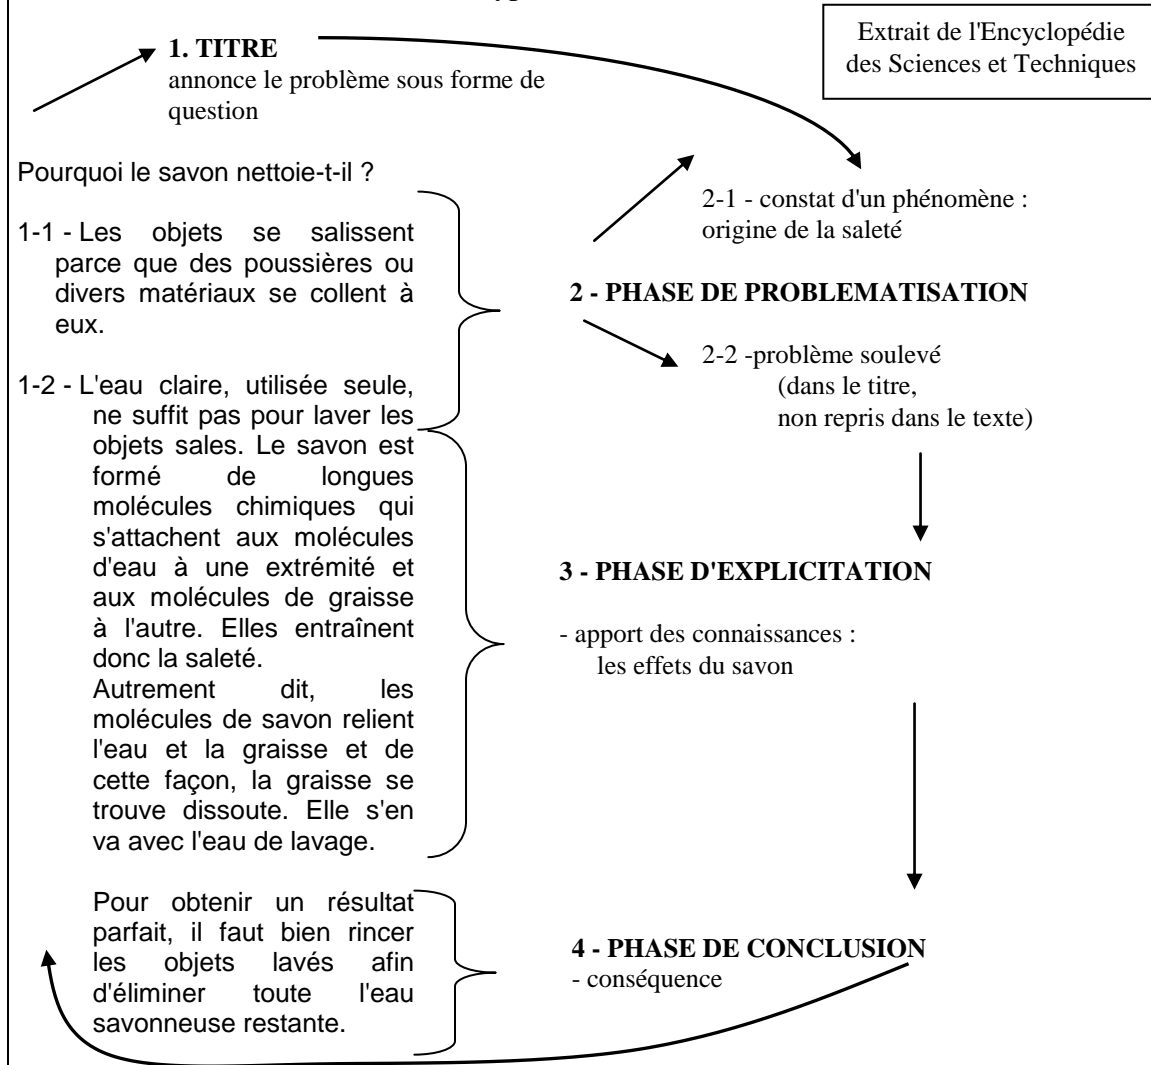 1. TITRE
annonce le problème sous forme de
question
Extrait de l'Encyclopédie
des Sciences et Techniques
Pourquoi le savon nettoie-t-il ?
1-1 - Les objets se salissent
parce que des poussières ou
divers matériaux se collent à
eux.
1-2 - L'eau claire, utilisée seule,
ne suffit pas pour laver les
objets sales. Le savon est
formé de longues
molécules chimiques qui
s'attachent aux molécules
d'eau à une extrémité et
aux molécules de graisse
à l'autre. Elles entraînent
donc la saleté.
Autrement dit, les
molécules de savon relient
l'eau et la graisse et de
cette façon, la graisse se
trouve dissoute. Elle s'en
va avec l'eau de lavage.
Pour obtenir un résultat
parfait, il faut bien rincer
les objets lavés afin
d'éliminer toute l'eau
savonneuse restante.
2-1 - constat d'un phénomène :
origine de la saleté
2 - PHASE DE PROBLEMATISATION
2-2 -problème soulevé
(dans le titre,
non repris dans le texte)
3 - PHASE D'EXPLICITATION
- apport des connaissances :
les effets du savon
4 - PHASE DE CONCLUSION
- conséquence